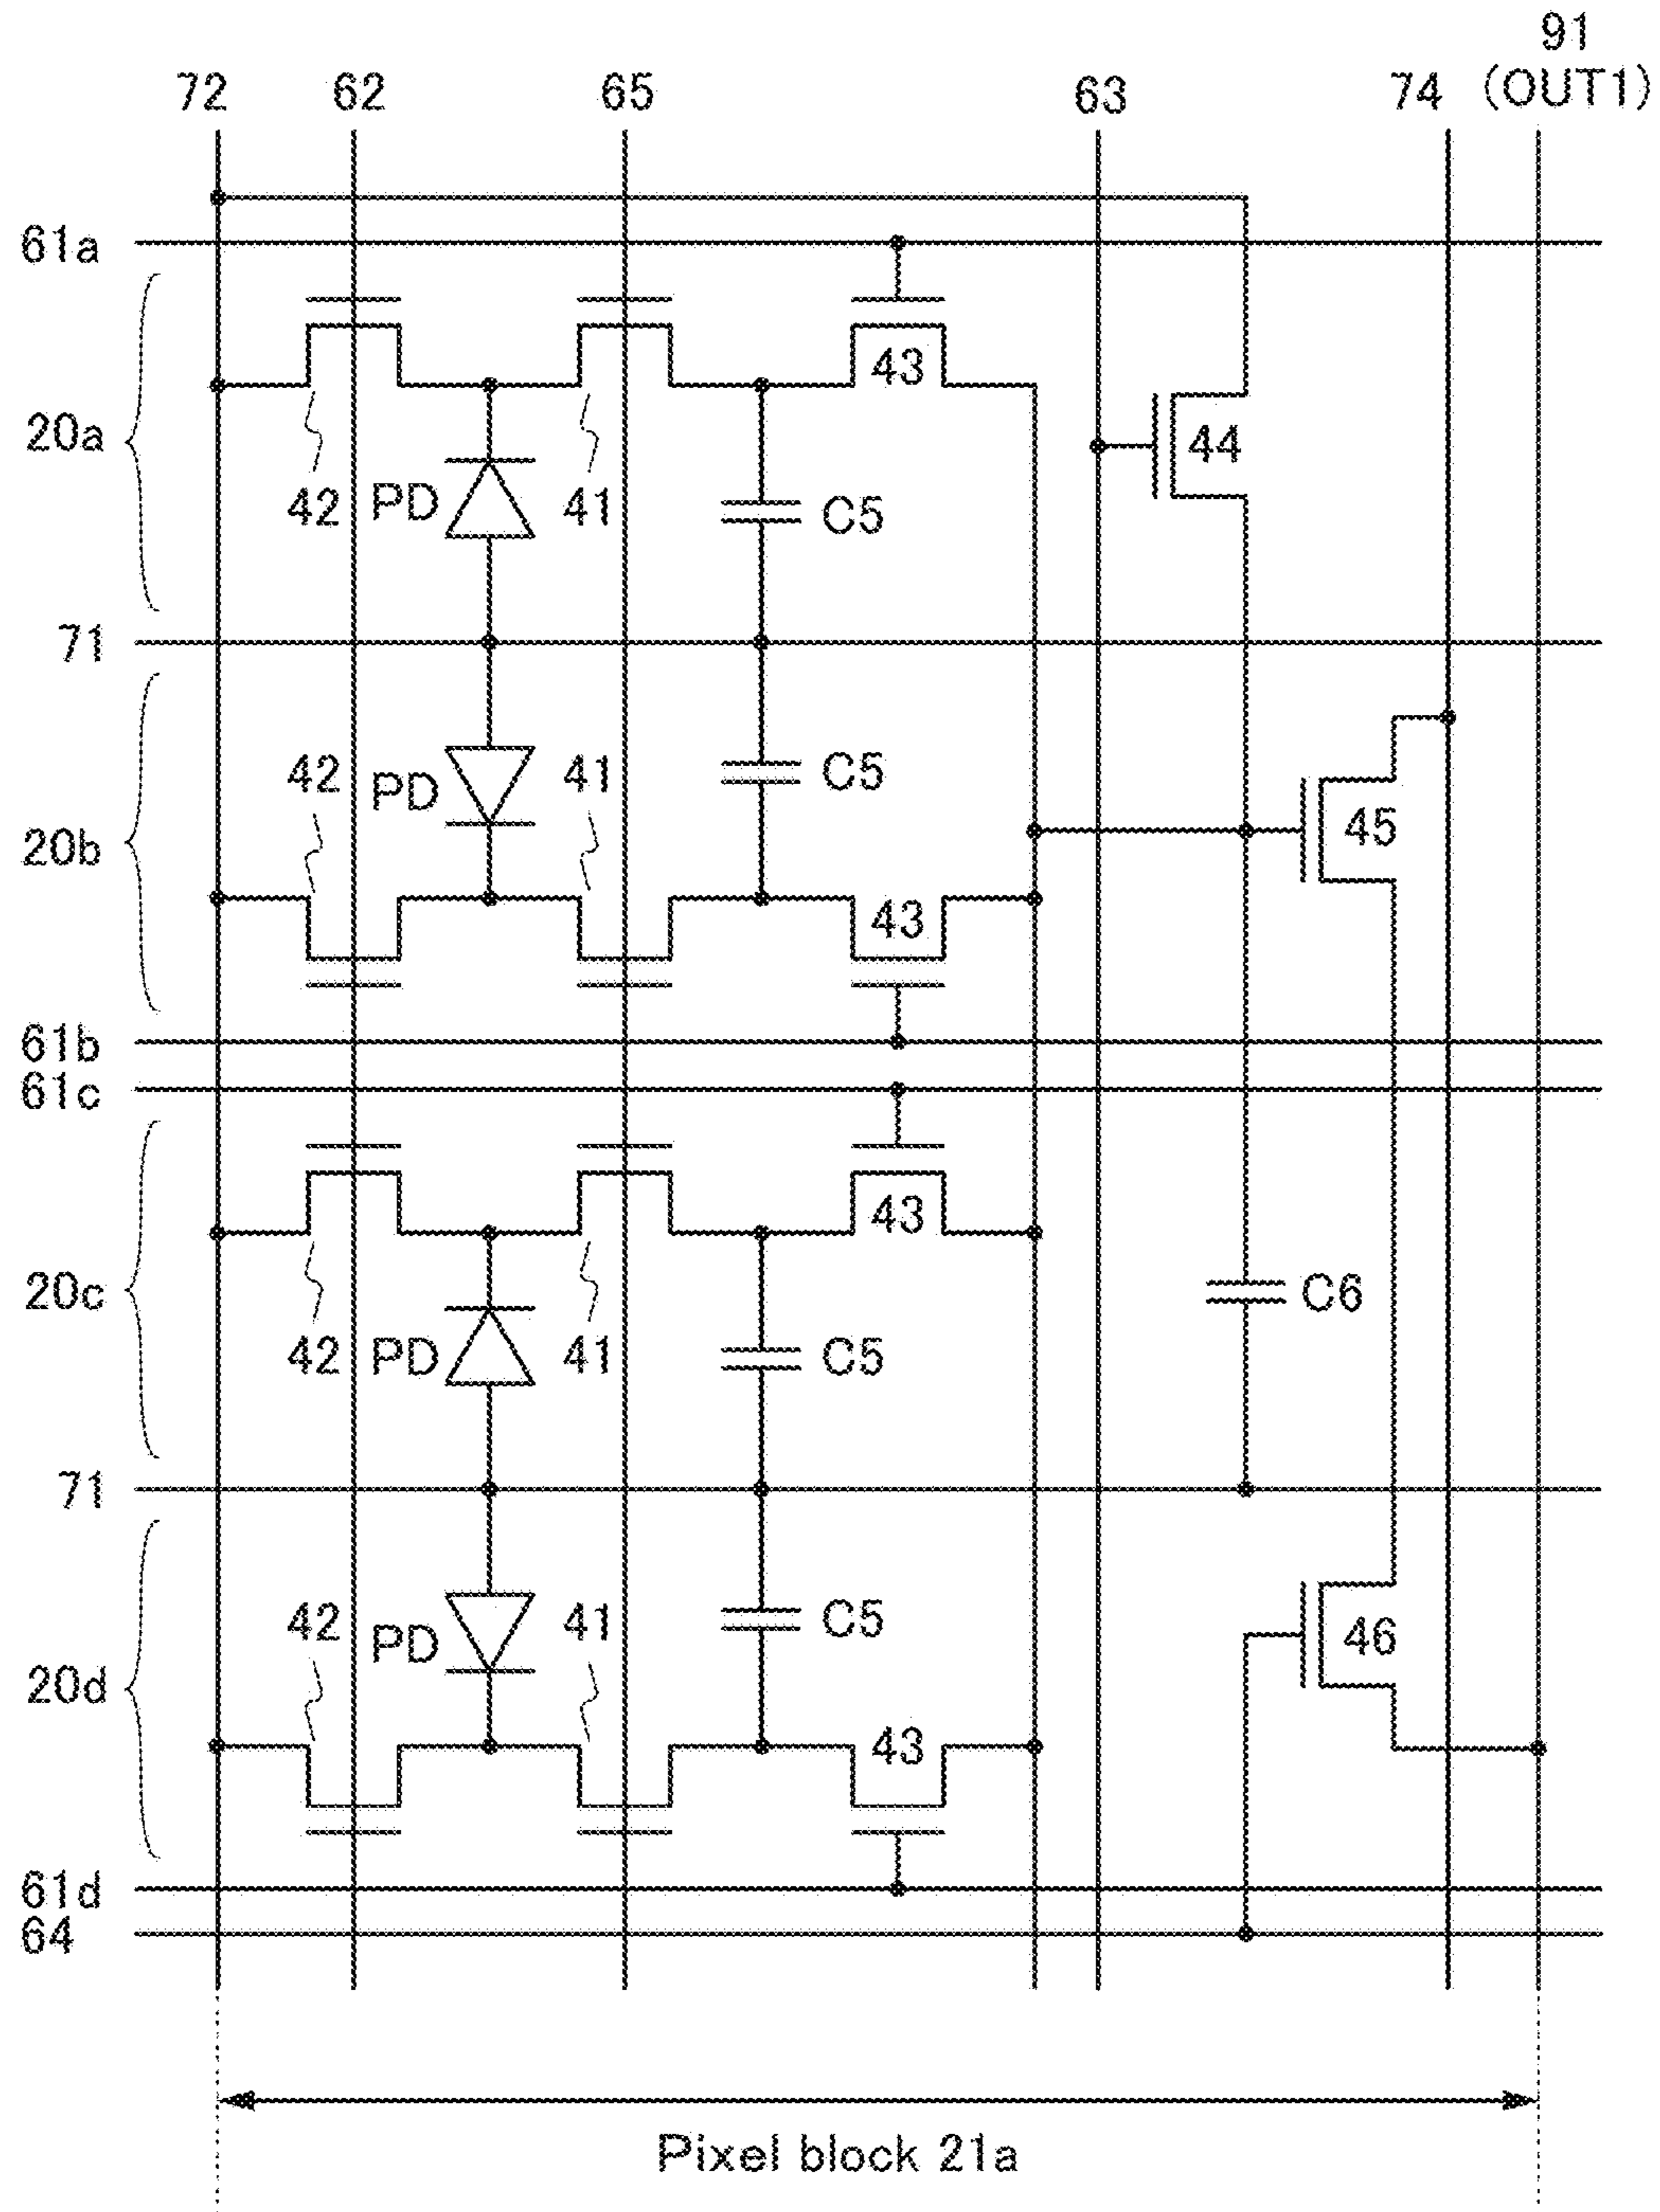 91
72 62 65 63 74 (OUT1)
61a
43
20a 44
42 PD 41 C5
71
42 PD 41 C5
45
20b
43
61b
61c
43
20c C6
42 PD 41 C5
71
42 PD 41 C5
46
20d
43
61d
64
Pixel block 21a